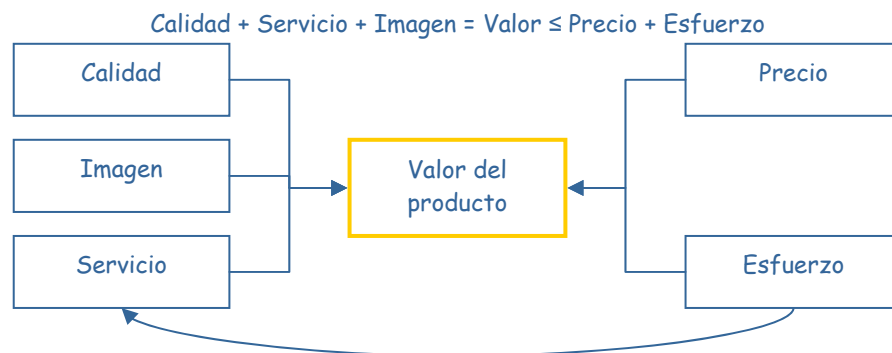 Calidad + Servicio + Imagen = Valor ≤ Precio + Esfuerzo
Calidad
Precio
Imagen
Valor del
producto
Servicio
Esfuerzo